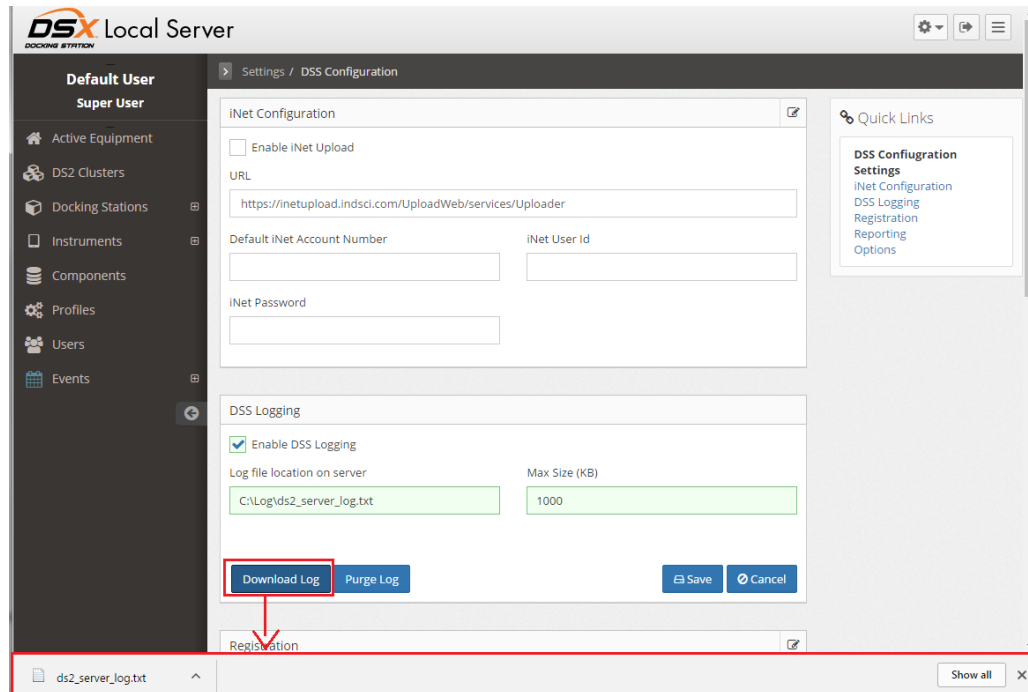 DSX Local Server
DOCKING STATION
Default User
Super User
Active Equipment
DS2 Clusters
Docking Stations
Instruments
Components
Profiles
Users
Events
Settings / DSS Configuration
iNet Configuration
Enable iNet Upload
URL
https://inetupload.indsci.com/UploadWeb/services/Uploader
Default iNet Account Number
iNet User Id
iNet Password
DSS Logging
Enable DSS Logging
Log file location on server
Max Size (KB)
C:\Log\ds2_server_log.txt
1000
Download Log
Purge Log
Save
Cancel
Registration
Quick Links
DSS Confiugration
Settings
iNet Configuration
DSS Logging
Registration
Reporting
Options
ds2_server_log.txt
Show all